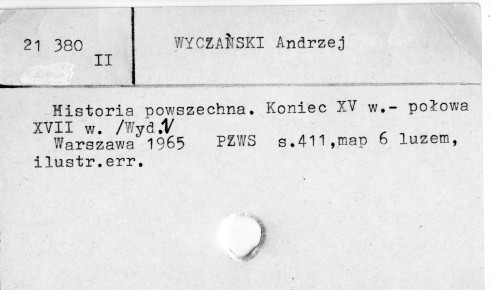 21 380
II
WYCZAŃSKI Andrzej
Historia powszechna. Koniec XV w.- połowa
XVII w. /Wyd.1/
Warszawa 1965 PZWS s.411,map 6 luzem,
ilustr.err.